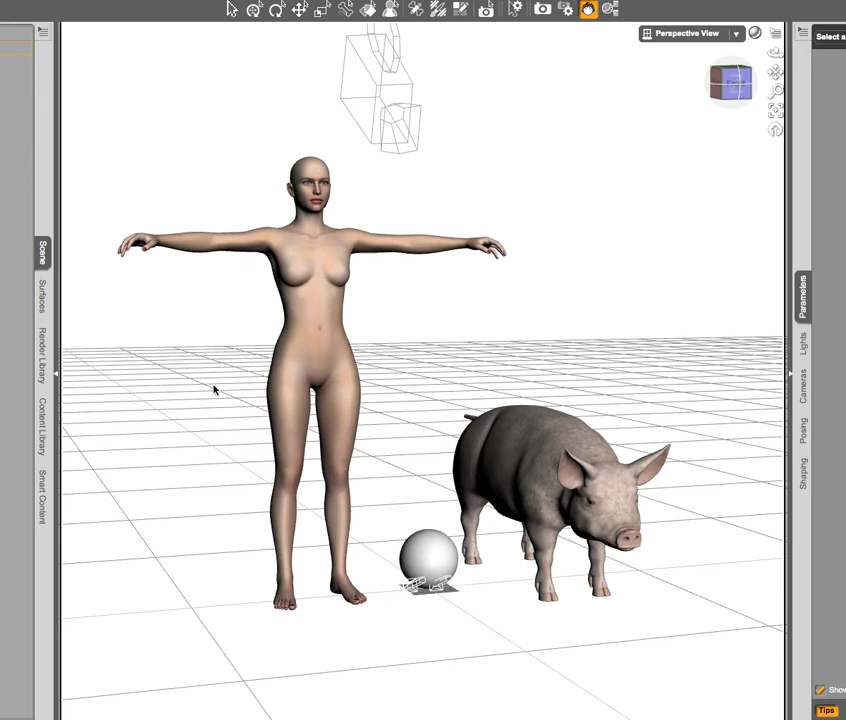 Perspective View
Select a
Scene
Surfaces
Render Library
Content Library
Smart Content
Parameters
Lights
Cameras
Posing
Shaping
Show
Tips